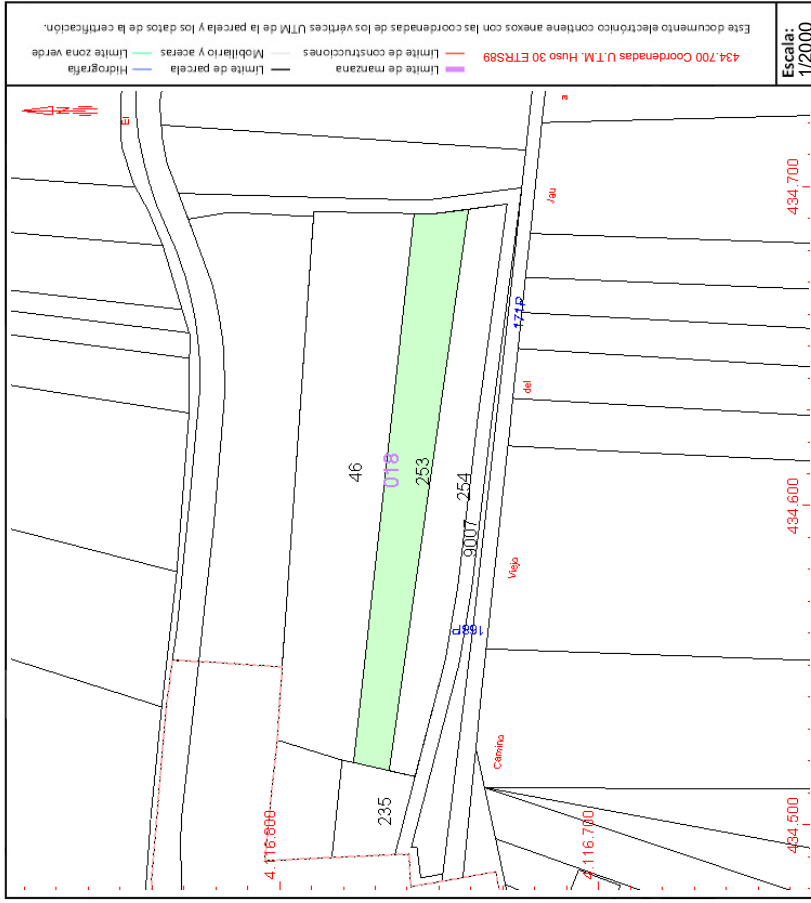 Este documento electrónico contiene anexos con las coordenadas de los vértices UTM de la parcela y los datos de la certificación.
434.700 Coordenadas U.T.M. Huso 30 ETRS89
Límite de manzana
Límite de construcciones
Límite de parcela
Mobiliario y aceras
Hidrografía
Límite zona verde
Escala:
1/2000
El
434.700
Jau
171P
del
46
018
253
254
9007
434.600
Viejo
Camino
235
4.116.800
4.116.700
434.500
a